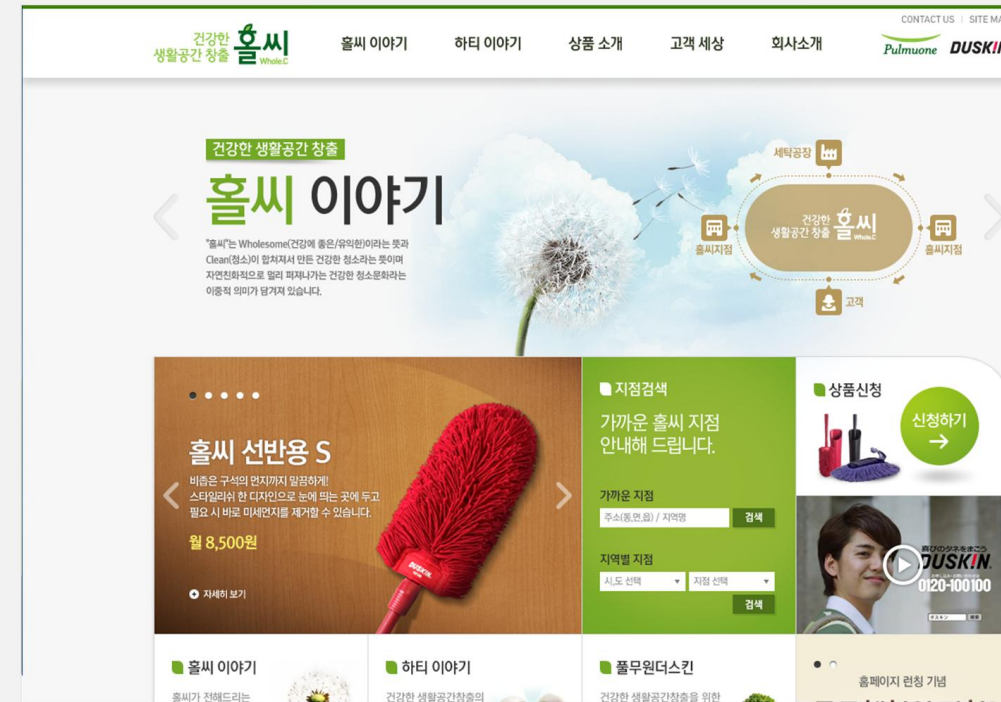 CONTACT US | SITE MA
건강한
생활공간 창출 홀씨
Whole.C
홀씨 이야기 하티 이야기 상품 소개 고객 세상 회사소개
Pulmuone DUSKIN
건강한 생활공간 창출
홀씨 이야기
"홀씨"는 Wholesome(건강에 좋은/유익한)이라는 뜻과
Clean(청소)이 합쳐져서 만든 건강한 청소라는 뜻이며
자연친화적으로 멀리 퍼져나가는 건강한 청소문화라는
이중적 의미가 담겨져 있습니다.
세탁공장
건강한
생활공간 창출 홀씨
Whole.C
홀씨지점
홀씨지점
고객
홀씨 선반용 S
비좁은 구석의 먼지까지 말끔하게!
스타일리쉬 한 디자인으로 눈에 띄는 곳에 두고
필요 시 바로 미세먼지를 제거할 수 있습니다.
월 8,500원
자세히 보기
DUSKIN
지점검색
가까운 홀씨 지점
안내해 드립니다.
가까운 지점
주소(동,면,읍) / 지역명 검색
지역별 지점
시,도 선택 지점 선택
검색
상품신청
신청하기
喜びのタネをまこう
DUSKIN.
0120-100100
ダスキン 検索
홀씨 이야기
홀씨가 전해드리는
하티 이야기
건강한 생활공간창출의
풀무원더스킨
건강한 생활공간창출을 위한
홈페이지 런칭 기념